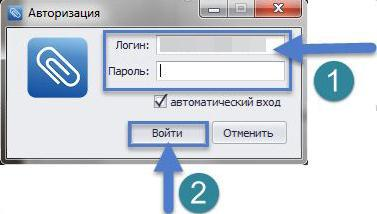 Авторизация
Логин:
Пароль:
1
автоматический вход
Войти
Отменить
2